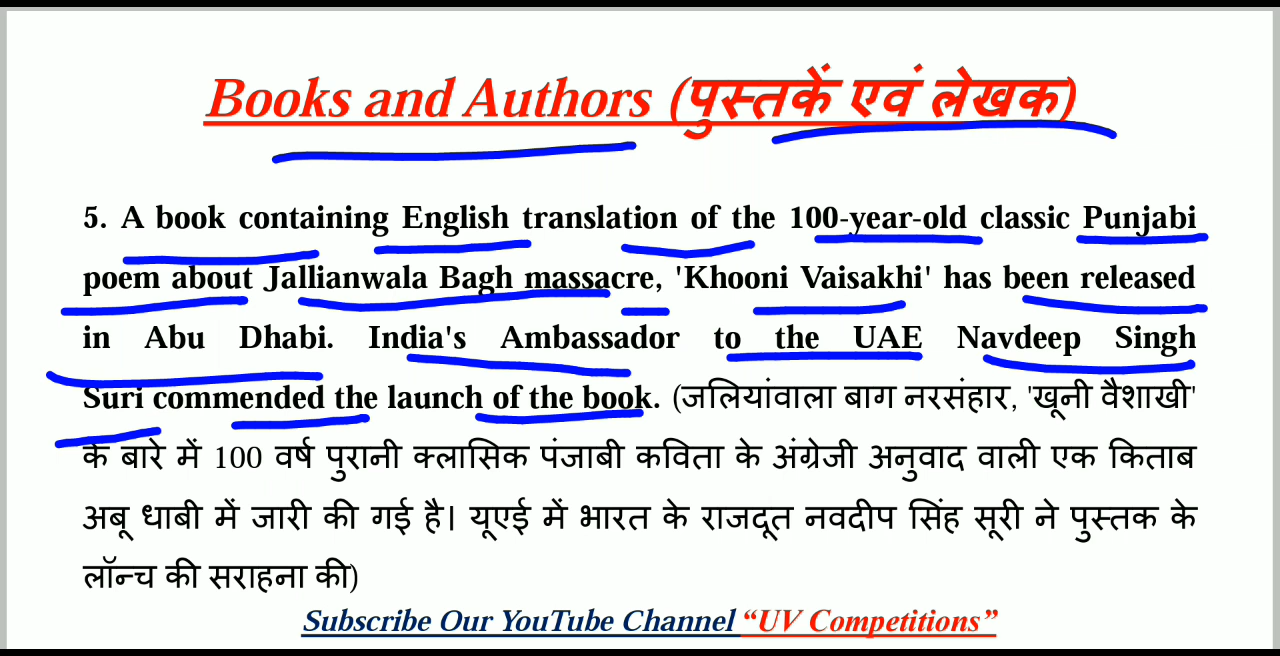 Books and Authors (पुस्तकें एवं लेखक)
5. A book containing English translation of the 100-year-old classic Punjabi
poem about Jallianwala Bagh massacre, 'Khooni Vaisakhi' has been released
in Abu Dhabi. India's Ambassador to the UAE Navdeep Singh
Suri commended the launch of the book. (जलियांवाला बाग नरसंहार, 'खूनी वैशाखी'
के बारे में 100 वर्ष पुरानी क्लासिक पंजाबी कविता के अंग्रेजी अनुवाद वाली एक किताब
अबू धाबी में जारी की गई है। यूएई में भारत के राजदूत नवदीप सिंह सूरी ने पुस्तक के
लॉन्च की सराहना की)
Subscribe Our YouTube Channel “UV Competitions”